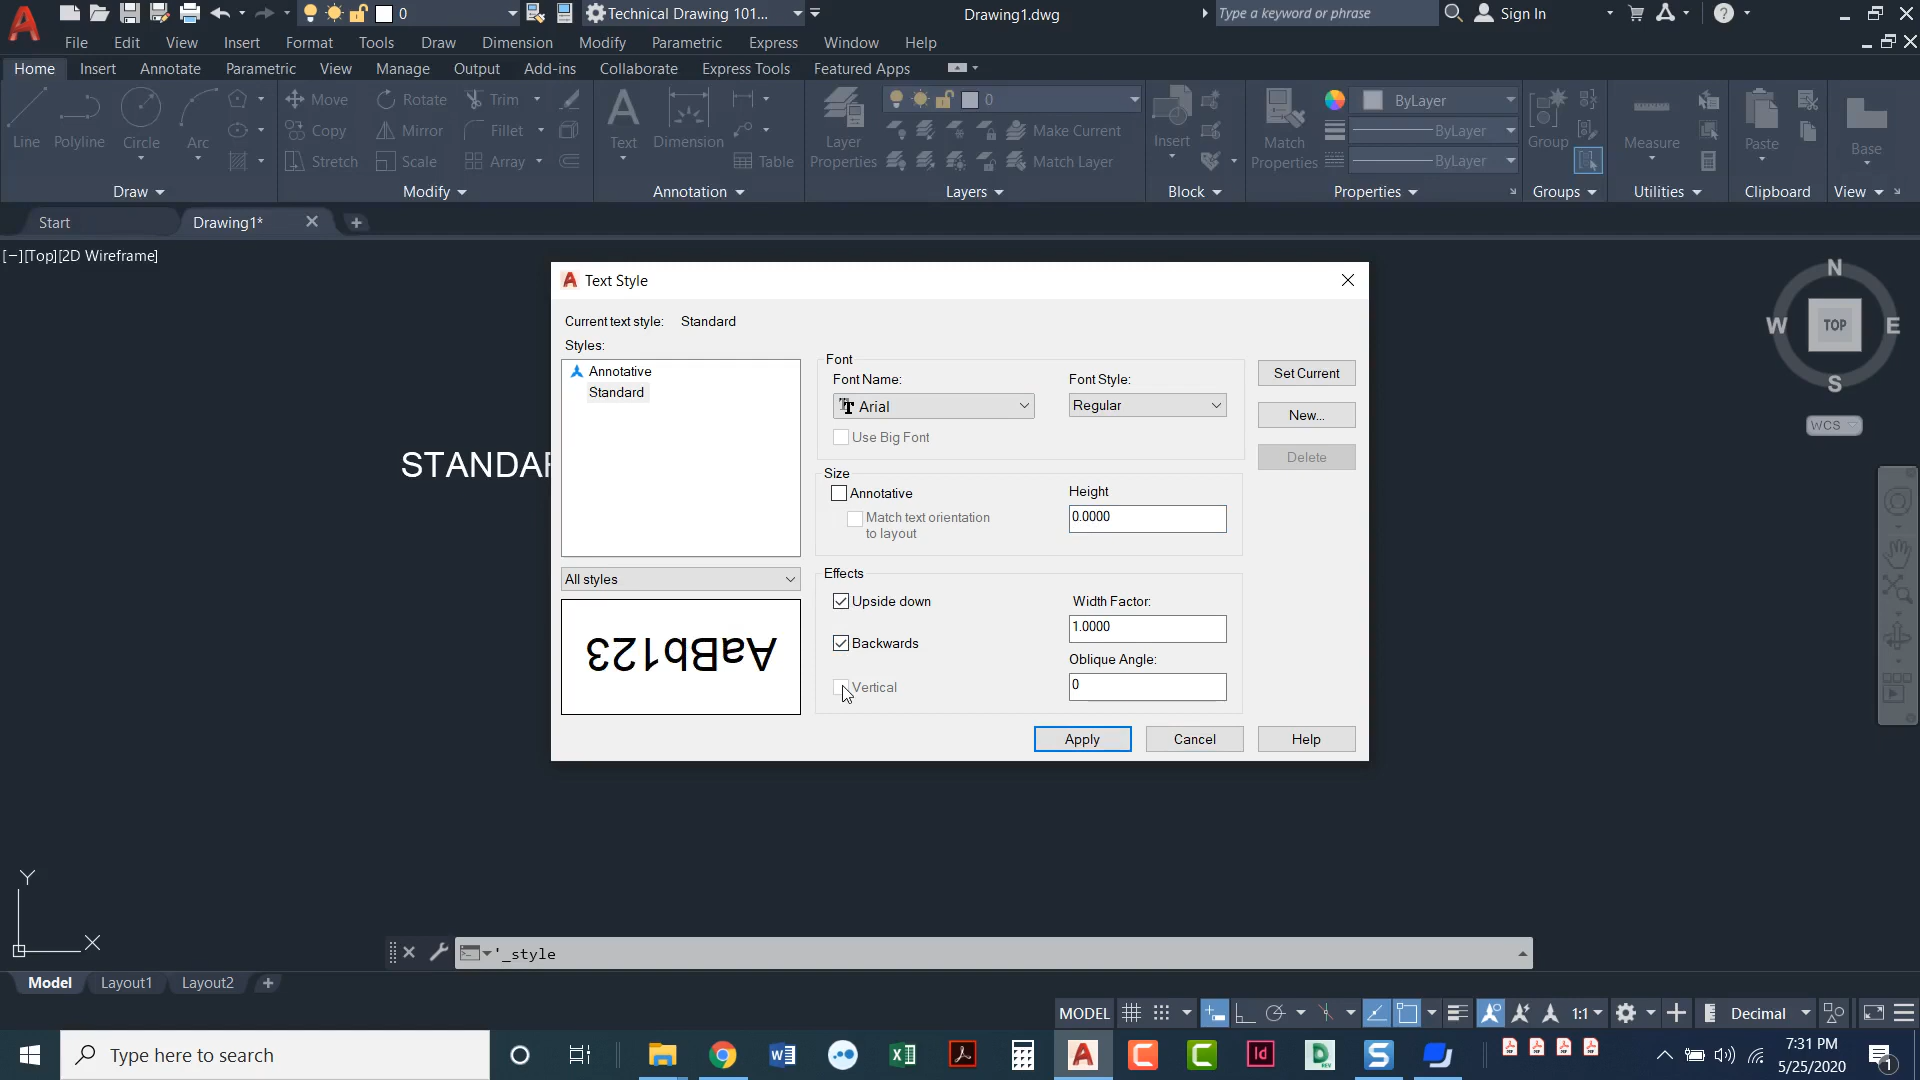 0
Technical Drawing 101...
Drawing1.dwg
Type a keyword or phrase
Sign In
File Edit View Insert Format Tools Draw Dimension Modify Parametric Express Window Help
Home Insert Annotate Parametric View Manage Output Add-ins Collaborate Express Tools Featured Apps
Line Polyline Circle Arc
Move Rotate Trim
Copy Mirror Fillet
Stretch Scale Array
Text Dimension Table
Layer Properties
0
Make Current
Match Layer
Insert
Match Properties
ByLayer
ByLayer
ByLayer
Group
Measure
Paste
Base
Draw Modify Annotation Layers Block Properties Groups Utilities Clipboard View
Start Drawing1*
[−][Top][2D Wireframe]
N
W TOP E
S
WCS
STANDAR
Text Style
Current text style: Standard
Styles:
Annotative
Standard
All styles
AaBb123
Font
Font Name: Font Style:
Arial Regular
Use Big Font
Size
Annotative Height
Match text orientation 0.0000
to layout
Effects
Upside down Width Factor:
1.0000
Backwards
Oblique Angle:
Vertical 0
Set Current
New...
Delete
Apply Cancel Help
Y
X
'_style
Model Layout1 Layout2
MODEL 1:1 Decimal
Type here to search
7:31 PM
5/25/2020
1